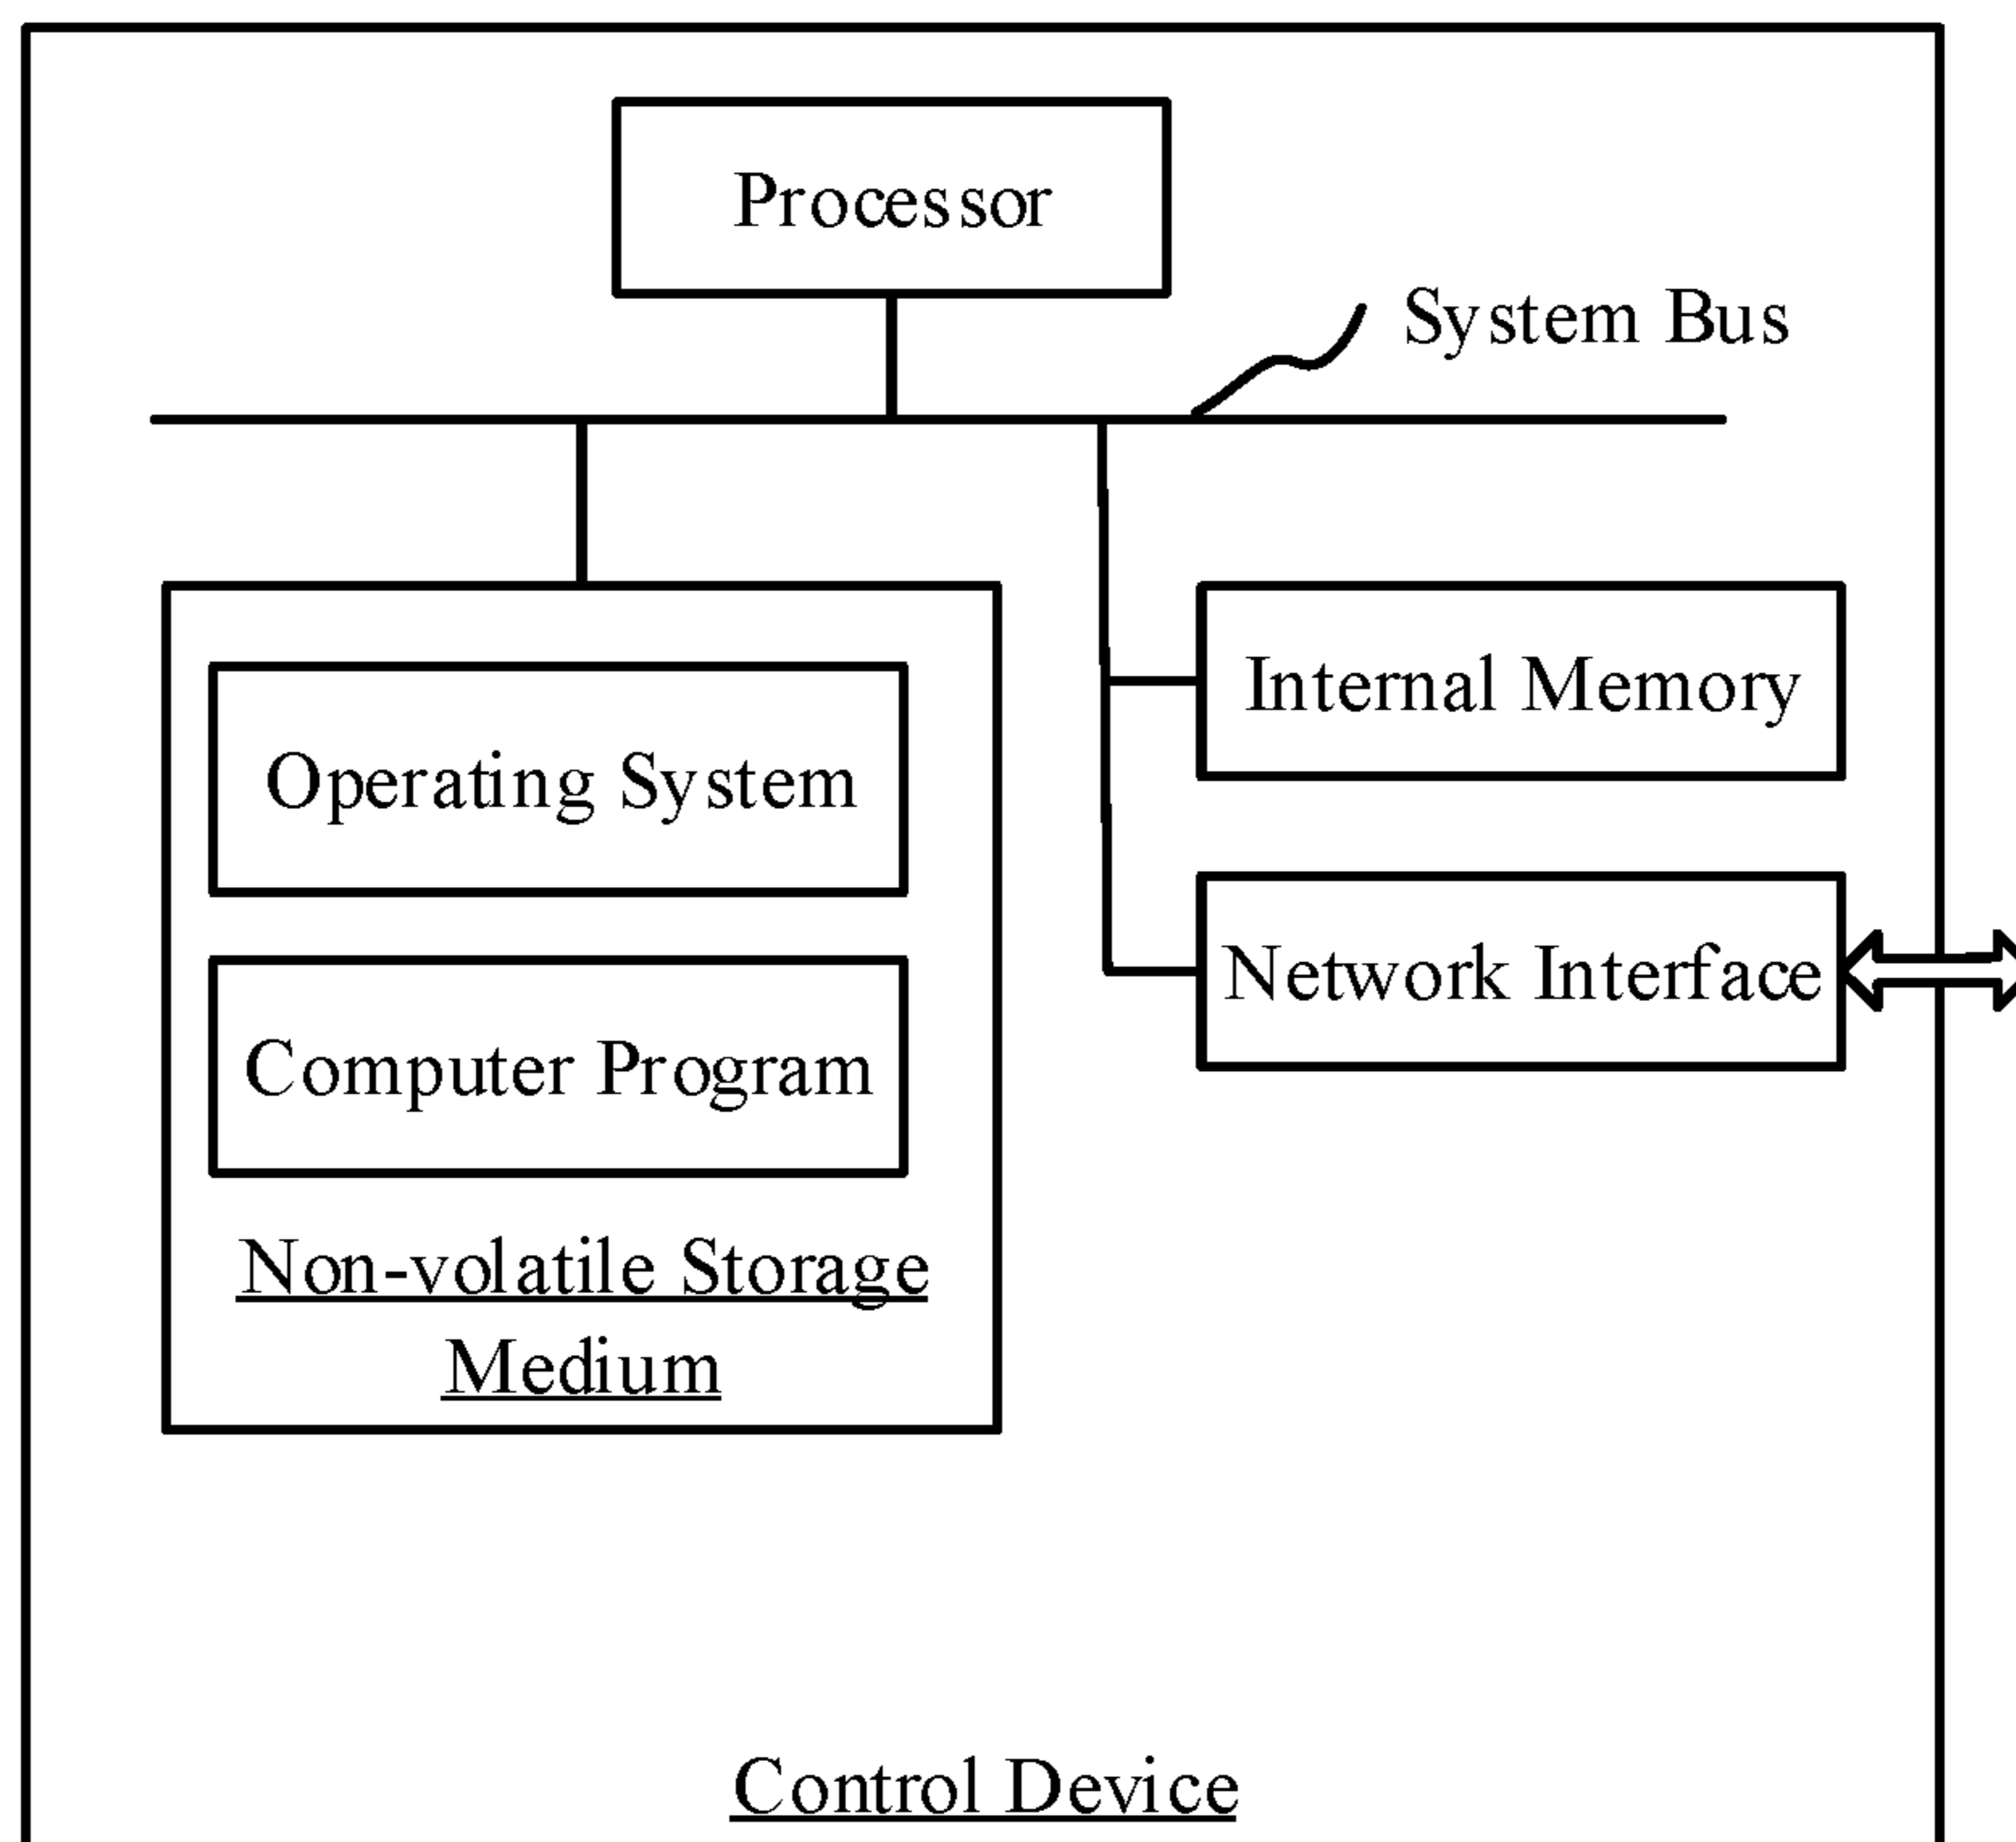 Processor
System Bus
Internal Memory
Operating System
Network Interface
Computer Program
Non-volatile Storage
Medium
Control Device